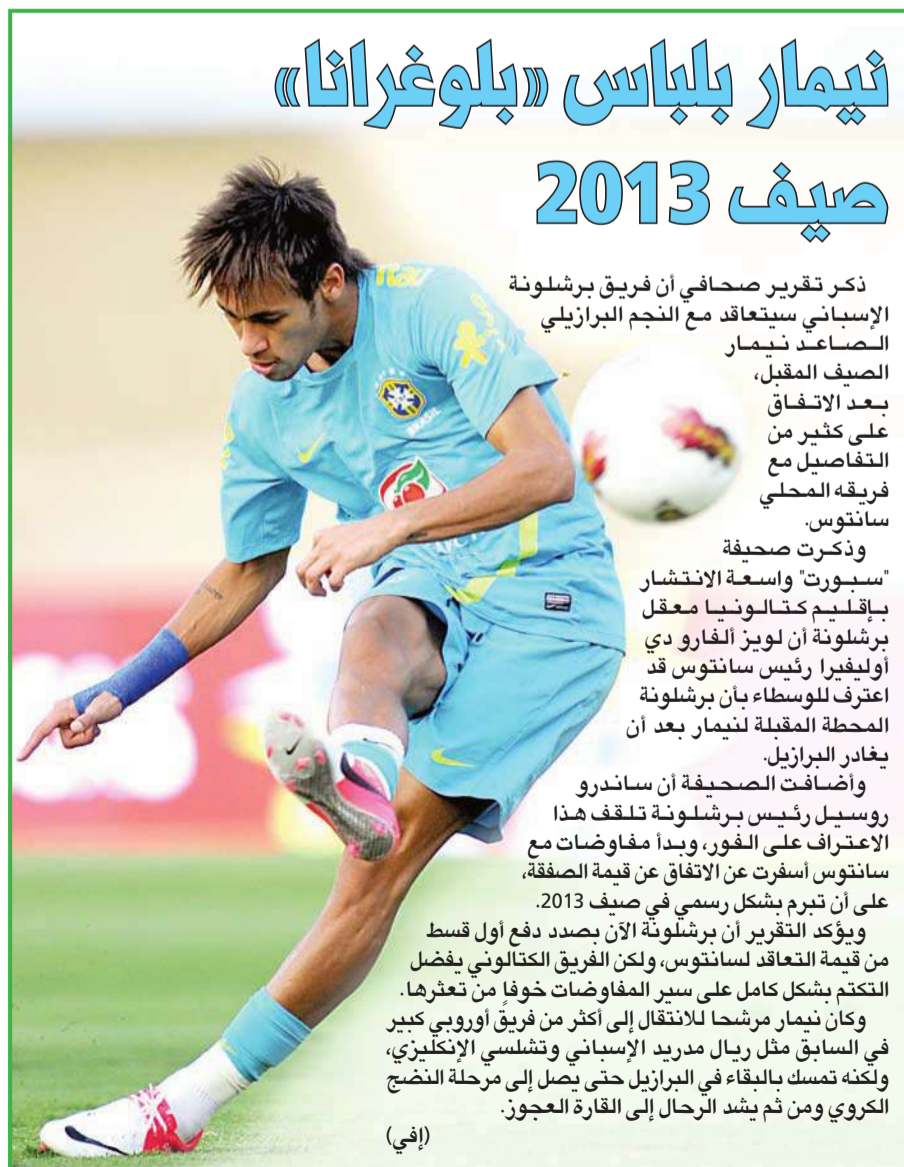 نيمار بلباس «بلوغرانا»
صيف 2013
ذكر تقرير صحافي أن فريق برشلونة
الإسباني سيتعاقد مع النجم البرازيلي
الصاعد نيمار
الصيف المقبل،
بعد الاتفاق
على كثير من
التفاصيل مع
فريقه المحلي
سانتوس.
وذكرت صحيفة
"سبورت" واسعة الانتشار
بإقليم كتالونيا معقل
برشلونة أن لويز ألفارو دي
أوليفيرا رئيس سانتوس قد
اعترف للوسطاء بأن برشلونة
المحطة المقبلة لنيمار بعد أن
يغادر البرازيل.
وأضافت الصحيفة أن ساندرو
روسيل رئيس برشلونة تلقف هذا
الاعتراف على الفور، وبدأ مفاوضات مع
سانتوس أسفرت عن الاتفاق عن قيمة الصفقة،
على أن تبرم بشكل رسمي في صيف 2013.
ويؤكد التقرير أن برشلونة الآن بصدد دفع أول قسط
من قيمة التعاقد لسانتوس، ولكن الفريق الكتالوني يفضل
التكتم بشكل كامل على سير المفاوضات خوفاً من تعثرها.
وكان نيمار مرشحا للانتقال إلى أكثر من فريق أوروبي كبير
في السابق مثل ريال مدريد الإسباني وتشلسي الإنكليزي،
ولكنه تمسك بالبقاء في البرازيل حتى يصل إلى مرحلة النضج
الكروي ومن ثم يشد الرحال إلى القارة العجوز.
(إفي)
BRASIL